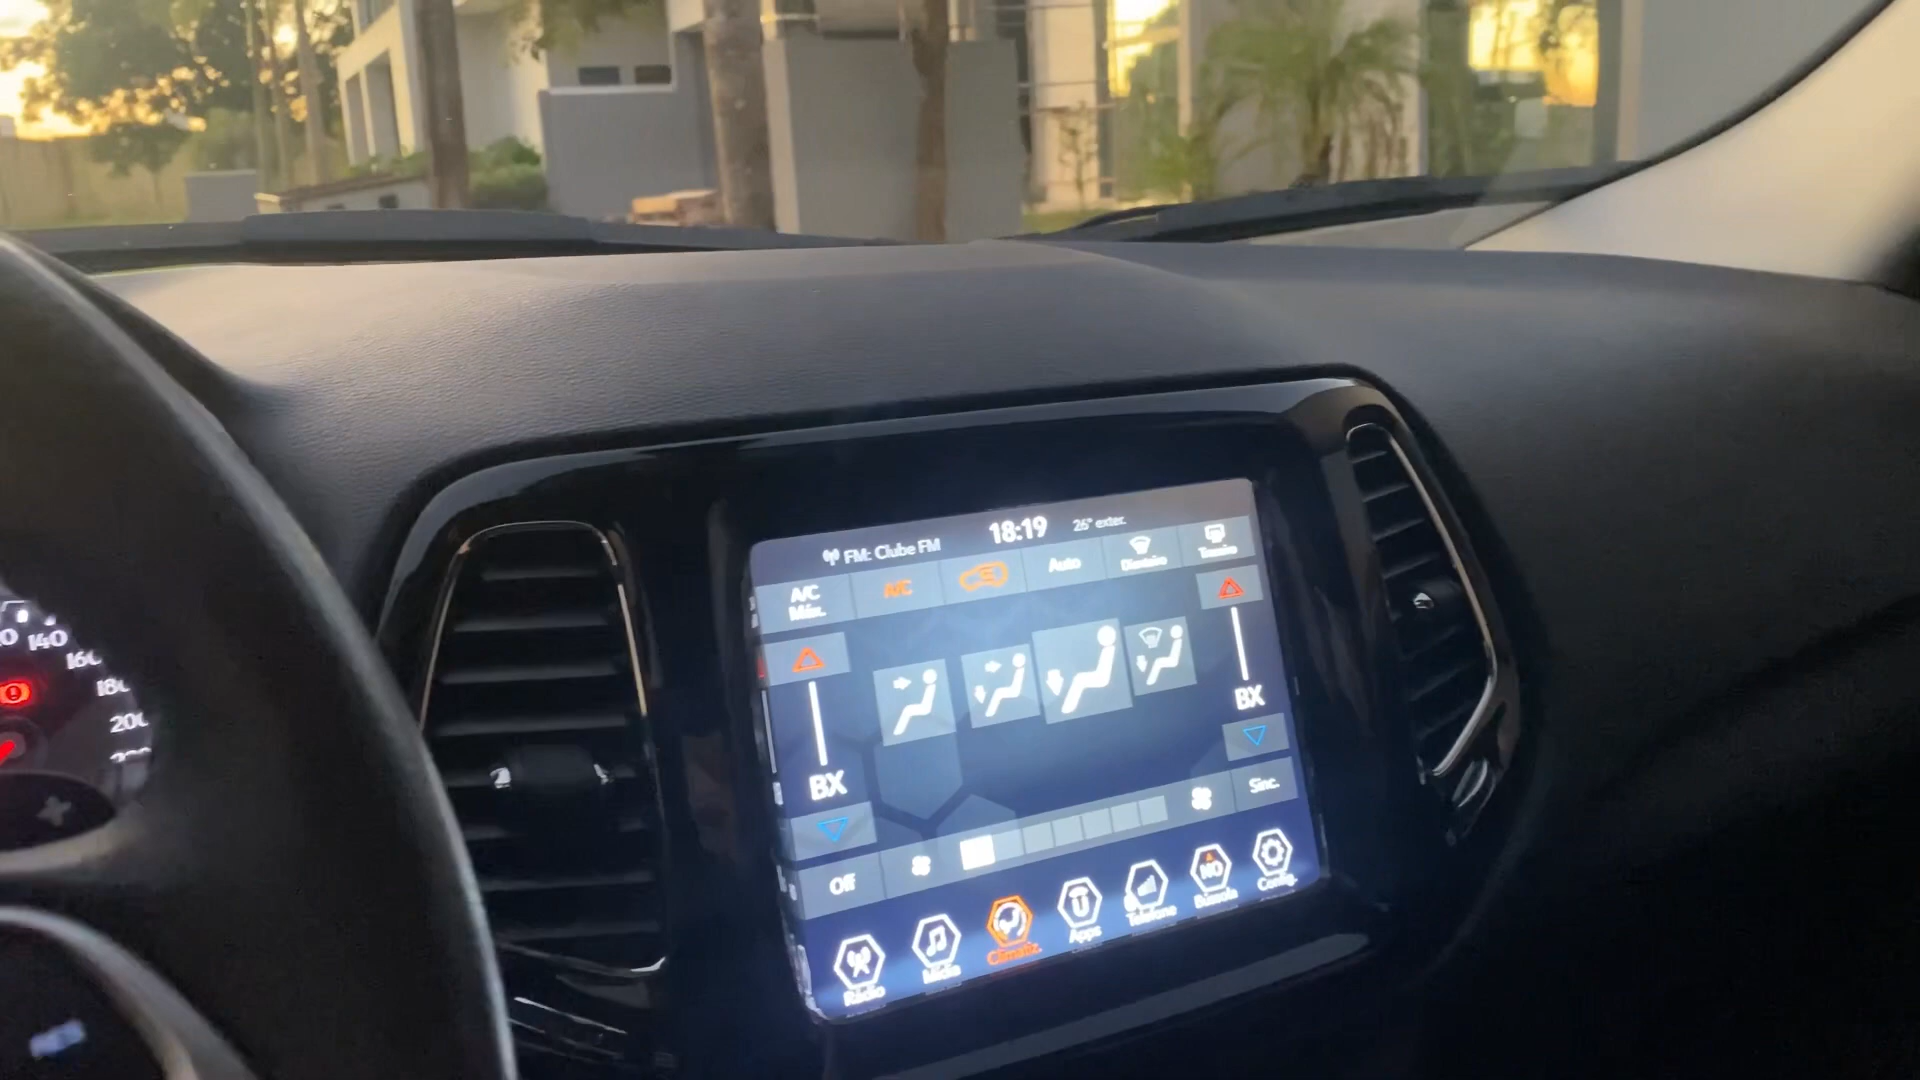 18:19
26° exter.
FM: Clube FM
A/C
Máx.
A/C
Auto
Dianteiro
Traseiro
BX
BX
Off
Sinc.
Rádio
Mídia
Climatiz.
Apps
Telefone
NO
Bússola
Config.
140
160
180
200